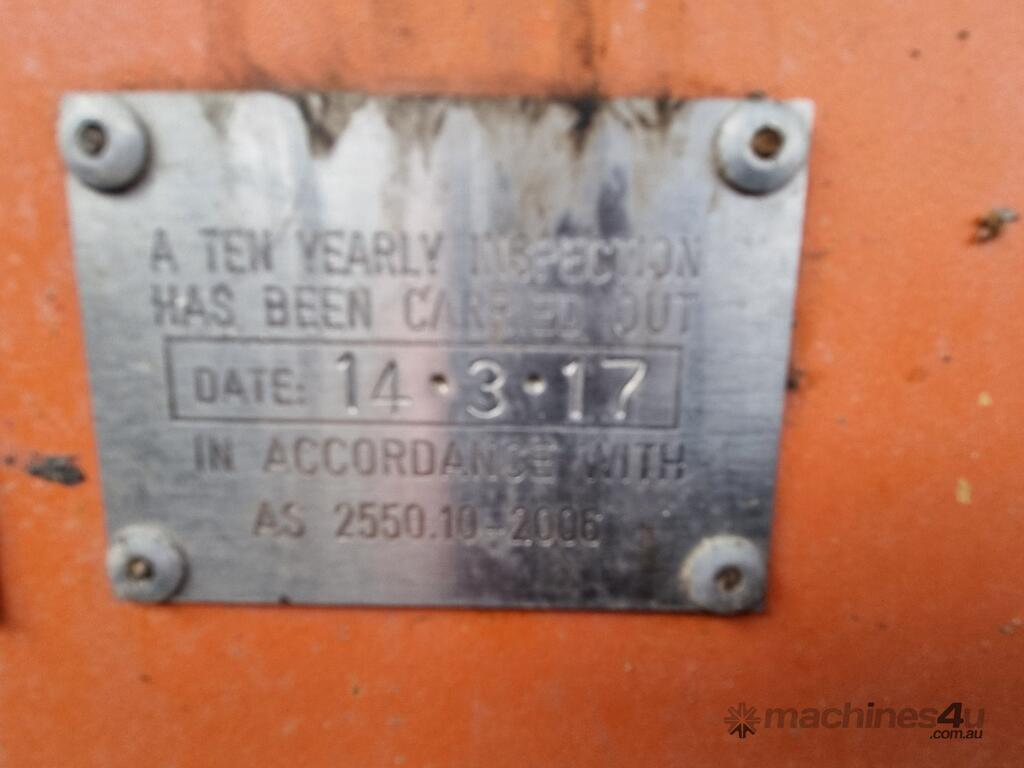 A TEN YEARLY INSPECTION
HAS BEEN CARRIED OUT
DATE: 14 · 3 · 17
IN ACCORDANCE WITH
AS 2550.10-2006
machines4u
.com.au